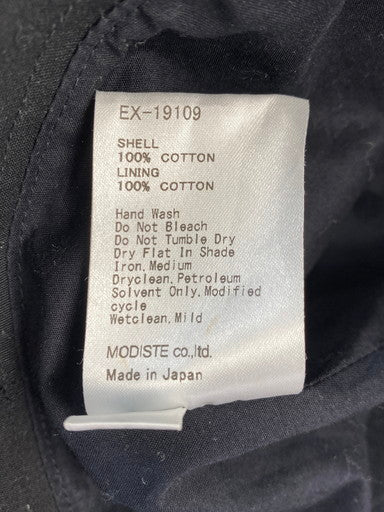 EX-19109
SHELL
100% COTTON
LINING
100% COTTON
Hand Wash
Do Not Bleach
Do Not Tumble Dry
Dry Flat In Shade
Iron, Medium
Dryclean, Petroleum
Solvent Only, Modified
cycle
Wetclean, Mild
MODISTE co.,ltd.
Made in Japan